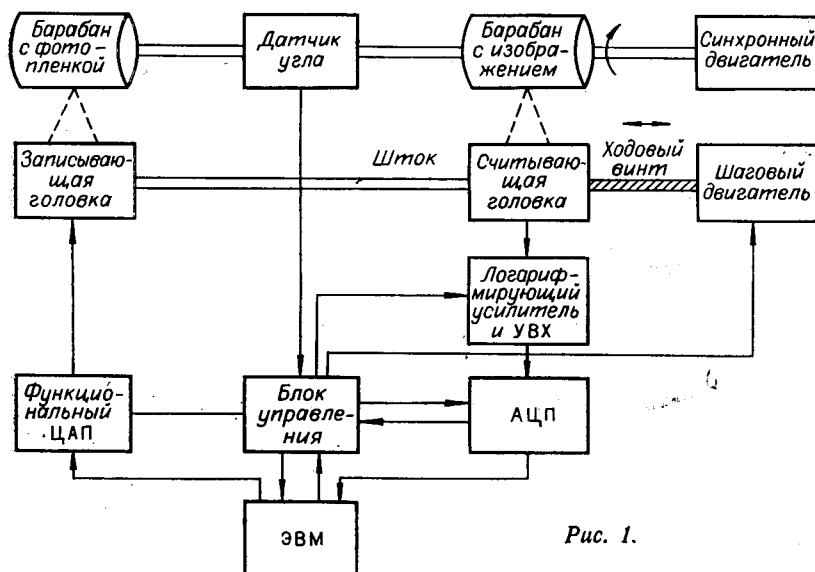 Барабан
с фото-
пленкой
Датчик
угла
Барабан
с изобра-
жением
Синхронный
двигатель
Записываю-
щая
головка
Шток
Считываю-
щая
головка
Ходовый
винт
Шаговый
двигатель
Логариф-
мирующий
усилитель
и УВХ
Функцио-
нальный
ЦАП
Блок
управле-
ния
АЦП
ЭВМ
Рис. 1.